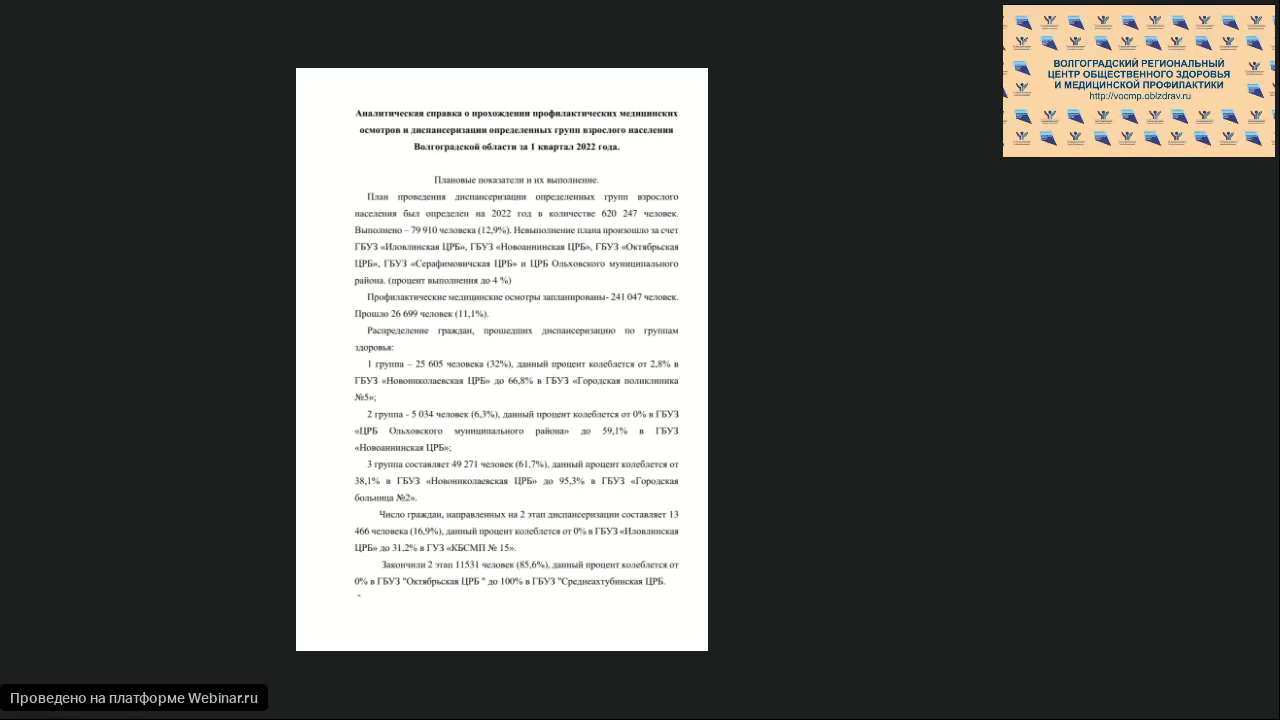 Аналитическая справка о прохождении профилактических медицинских
осмотров и диспансеризации определенных групп взрослого населения
Волгоградской области за 1 квартал 2022 года.
Плановые показатели и их выполнение.
План проведения диспансеризации определенных групп взрослого
населения был определен на 2022 год в количестве 620 247 человек.
Выполнено – 79 910 человека (12,9%). Невыполнение плана произошло за счет
ГБУЗ «Иловлинская ЦРБ», ГБУЗ «Новоаннинская ЦРБ», ГБУЗ «Октябрьская
ЦРБ», ГБУЗ «Серафимовичская ЦРБ» и ЦРБ Ольховского муниципального
района. (процент выполнения до 4 %)
Профилактические медицинские осмотры запланированы- 241 047 человек.
Прошло 26 699 человек (11,1%).
Распределение граждан, прошедших диспансеризацию по группам
здоровья:
1 группа – 25 605 человека (32%), данный процент колеблется от 2,8% в
ГБУЗ «Новониколаевская ЦРБ» до 66,8% в ГБУЗ «Городская поликлиника
№5»;
2 группа - 5 034 человек (6,3%), данный процент колеблется от 0% в ГБУЗ
«ЦРБ Ольховского муниципального района» до 59,1% в ГБУЗ
«Новоаннинская ЦРБ»;
3 группа составляет 49 271 человек (61,7%), данный процент колеблется от
38,1% в ГБУЗ «Новониколаевская ЦРБ» до 95,3% в ГБУЗ «Городская
больница №2».
Число граждан, направленных на 2 этап диспансеризации составляет 13
466 человека (16,9%), данный процент колеблется от 0% в ГБУЗ «Иловлинская
ЦРБ» до 31,2% в ГУЗ «КБСМП № 15».
Закончили 2 этап 11531 человек (85,6%), данный процент колеблется от
0% в ГБУЗ "Октябрьская ЦРБ " до 100% в ГБУЗ "Среднеахтубинская ЦРБ.
"
ВОЛГОГРАДСКИЙ РЕГИОНАЛЬНЫЙ
ЦЕНТР ОБЩЕСТВЕННОГО ЗДОРОВЬЯ
И МЕДИЦИНСКОЙ ПРОФИЛАКТИКИ
http://vocmp.oblzdrav.ru
Проведено на платформе Webinar.ru